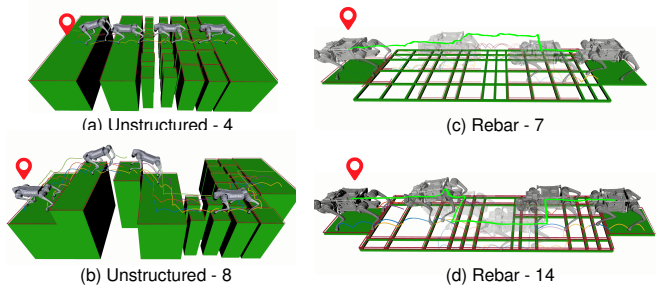 (a) Unstructured - 4
(c) Rebar - 7
(b) Unstructured - 8
(d) Rebar - 14